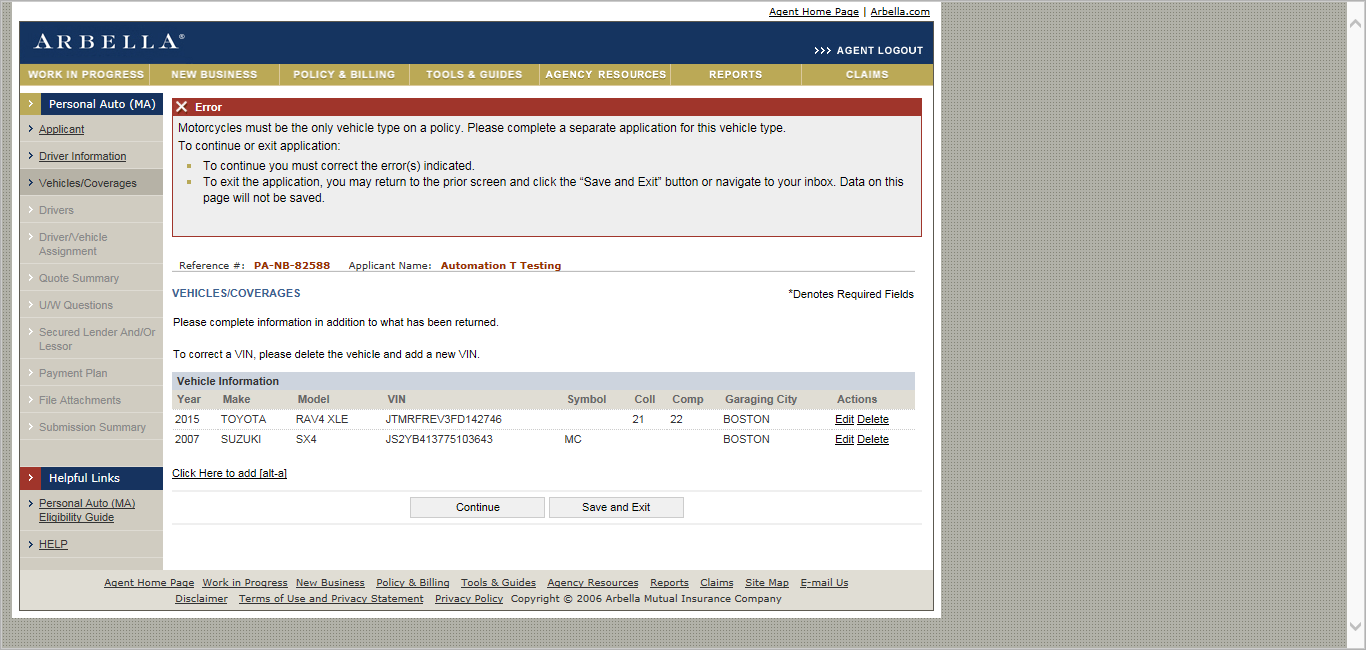 Agent Home Page | Arbella.com
ARBELLA®
>>> AGENT LOGOUT
WORK IN PROGRESS NEW BUSINESS POLICY & BILLING TOOLS & GUIDES AGENCY RESOURCES REPORTS CLAIMS
Personal Auto (MA)
Applicant
Driver Information
Vehicles/Coverages
Drivers
Driver/Vehicle
Assignment
Quote Summary
U/W Questions
Secured Lender And/Or
Lessor
Payment Plan
File Attachments
Submission Summary
Helpful Links
Personal Auto (MA)
Eligibility Guide
HELP
Error
Motorcycles must be the only vehicle type on a policy. Please complete a separate application for this vehicle type.
To continue or exit application:
To continue you must correct the error(s) indicated.
To exit the application, you may return to the prior screen and click the “Save and Exit” button or navigate to your inbox. Data on this
page will not be saved.
Reference #: PA-NB-82588 Applicant Name: Automation T Testing
VEHICLES/COVERAGES *Denotes Required Fields
Please complete information in addition to what has been returned.
To correct a VIN, please delete the vehicle and add a new VIN.
Vehicle Information
Year Make Model VIN Symbol Coll Comp Garaging City Actions
2015 TOYOTA RAV4 XLE JTMRFREV3FD142746 21 22 BOSTON Edit Delete
2007 SUZUKI SX4 JS2YB413775103643 MC BOSTON Edit Delete
Click Here to add [alt-a]
Continue Save and Exit
Agent Home Page Work in Progress New Business Policy & Billing Tools & Guides Agency Resources Reports Claims Site Map E-mail Us
Disclaimer Terms of Use and Privacy Statement Privacy Policy Copyright © 2006 Arbella Mutual Insurance Company